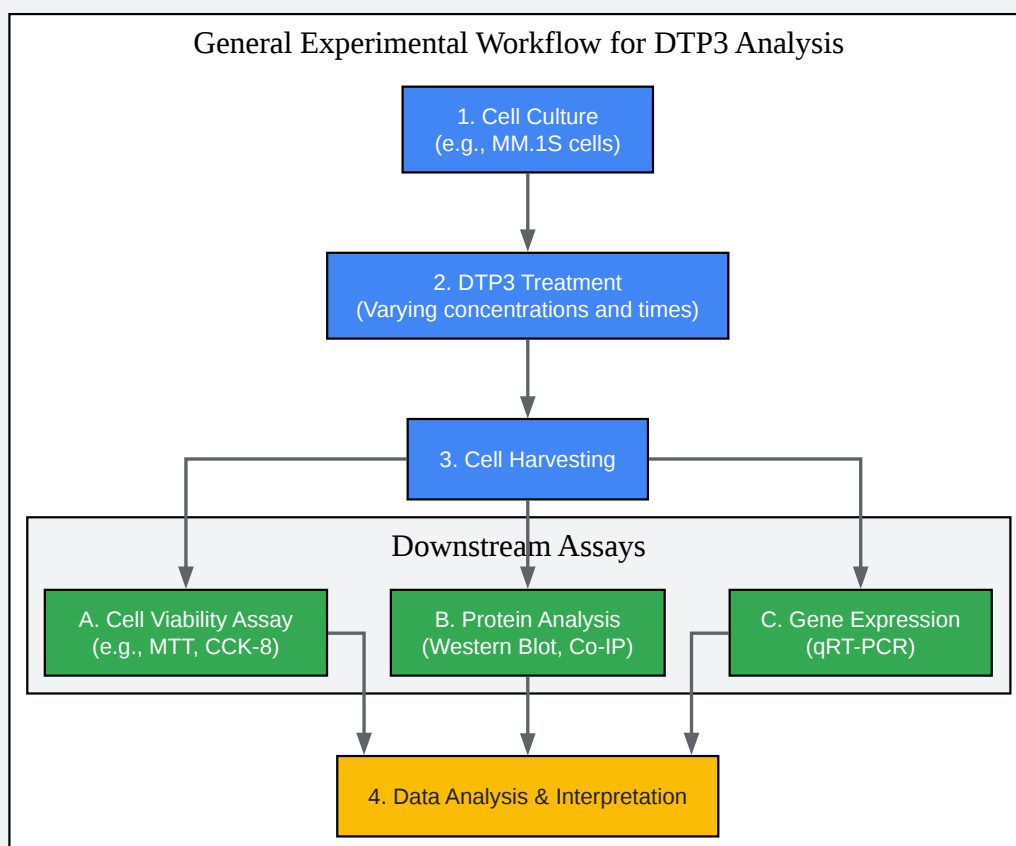 General Experimental Workflow for DTP3 Analysis
1. Cell Culture
(e.g., MM.1S cells)
2. DTP3 Treatment
(Varying concentrations and times)
3. Cell Harvesting
Downstream Assays
A. Cell Viability Assay
(e.g., MTT, CCK-8)
B. Protein Analysis
(Western Blot, Co-IP)
C. Gene Expression
(qRT-PCR)
4. Data Analysis & Interpretation